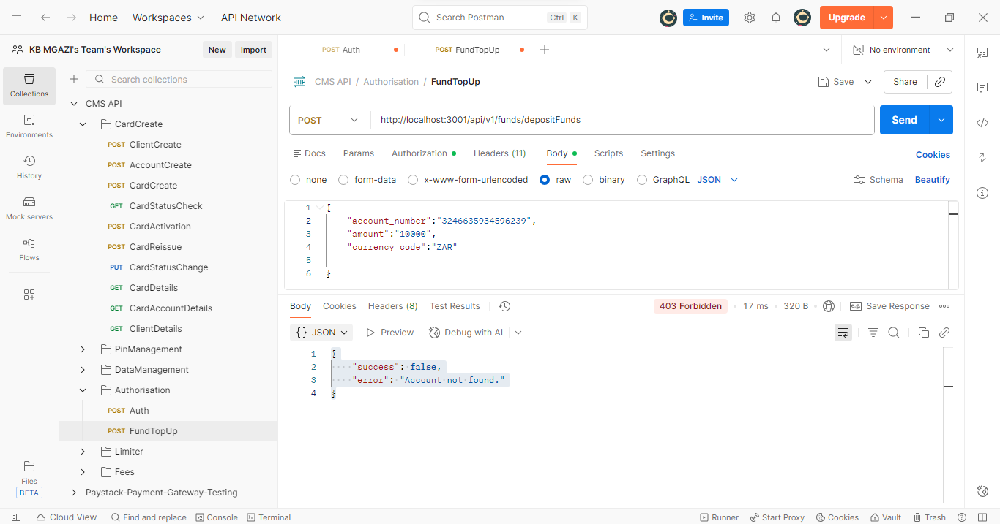 Home Workspaces API Network Search Postman Ctrl K Invite Upgrade
KB MGAZI's Team's Workspace New Import POST Auth POST FundTopUp No environment
Collections
Environments
History
Mock servers
Flows
Files
BETA
Search collections
CMS API
CardCreate
POST ClientCreate
POST AccountCreate
POST CardCreate
GET CardStatusCheck
POST CardActivation
POST CardReissue
PUT CardStatusChange
GET CardDetails
GET CardAccountDetails
GET ClientDetails
PinManagement
DataManagement
Authorisation
POST Auth
POST FundTopUp
Limiter
Fees
Paystack-Payment-Gateway-Testing
HTTP CMS API / Authorisation / FundTopUp Save Share
POST http://localhost:3001/api/v1/funds/depositFunds Send
Docs Params Authorization Headers (11) Body Scripts Settings Cookies
none form-data x-www-form-urlencoded raw binary GraphQL JSON Schema Beautify
1 {
2 "account_number":"3246635934596239",
3 "amount":"10000",
4 "currency_code":"ZAR"
5
6 }
Body Cookies Headers (8) Test Results 403 Forbidden 17 ms 320 B e.g. Save Response
{} JSON Preview Debug with AI
1 {
2 "success": false,
3 "error": "Account not found."
4 }
Cloud View Find and replace Console Terminal Runner Start Proxy Cookies Vault Trash